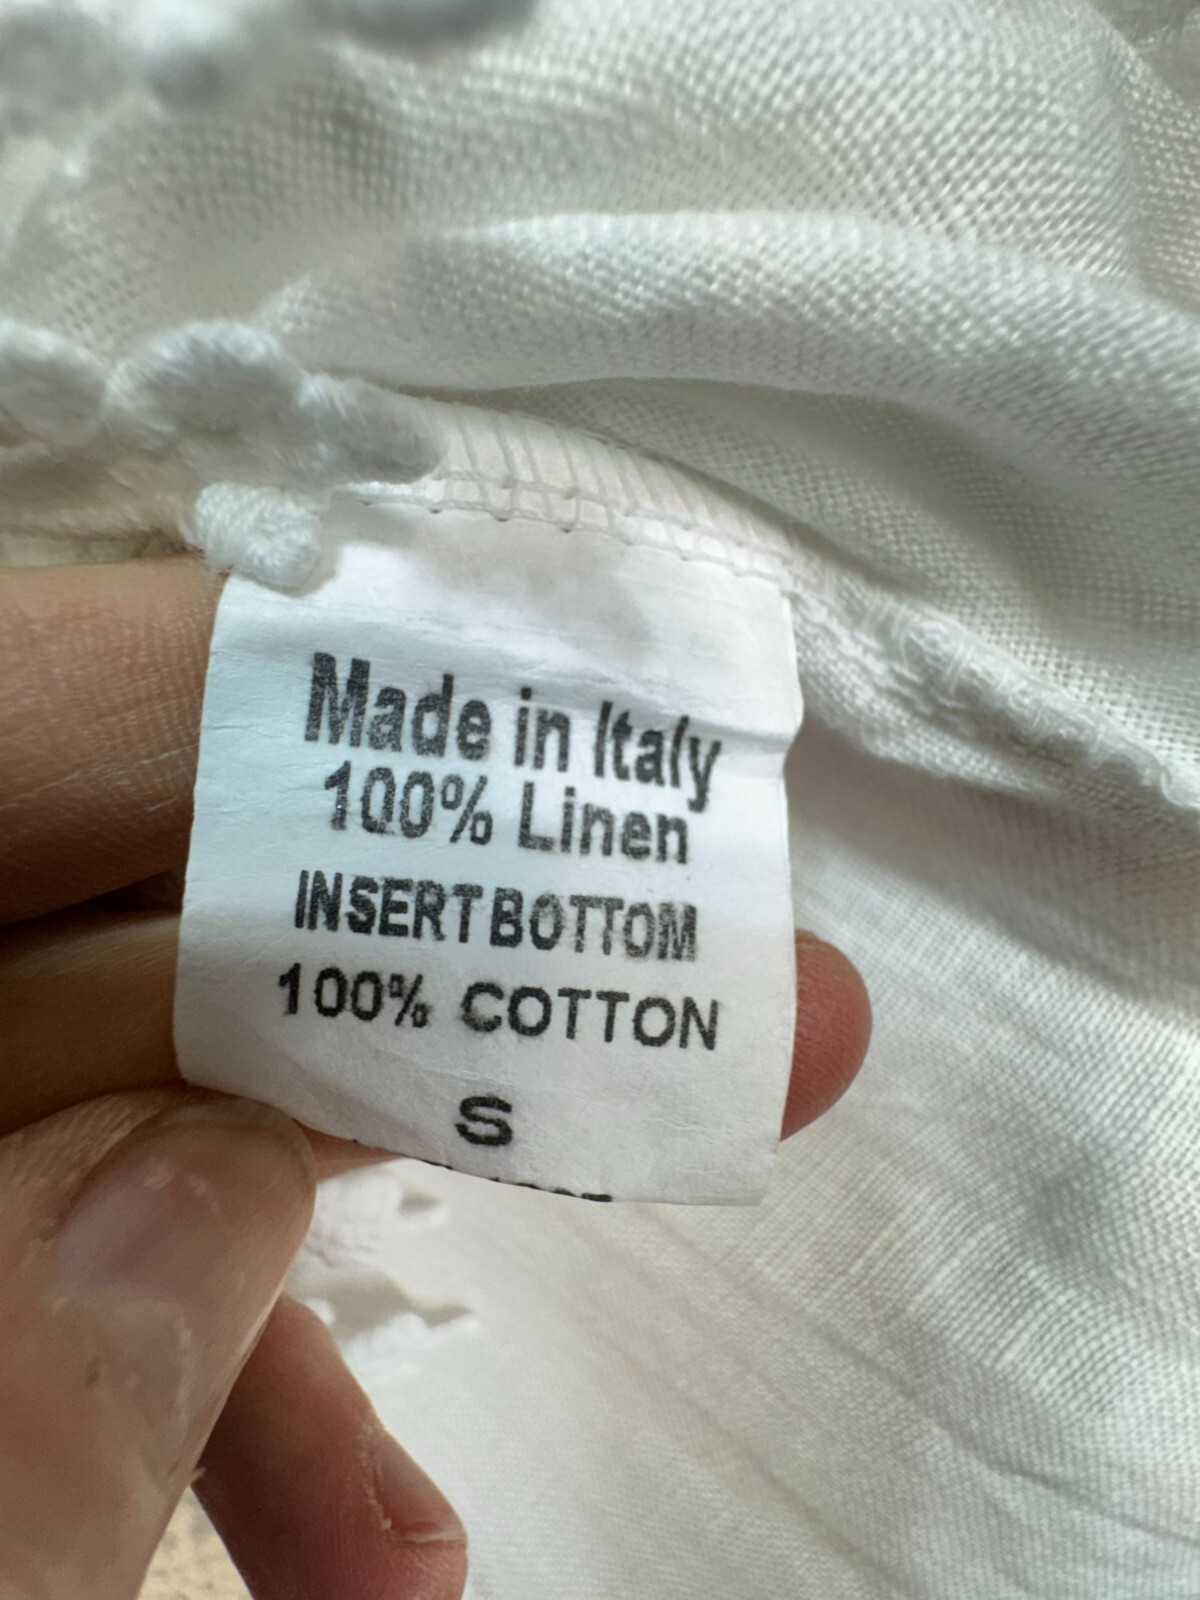 Made in Italy
100% Linen
INSERT BOTTOM
100% COTTON
S